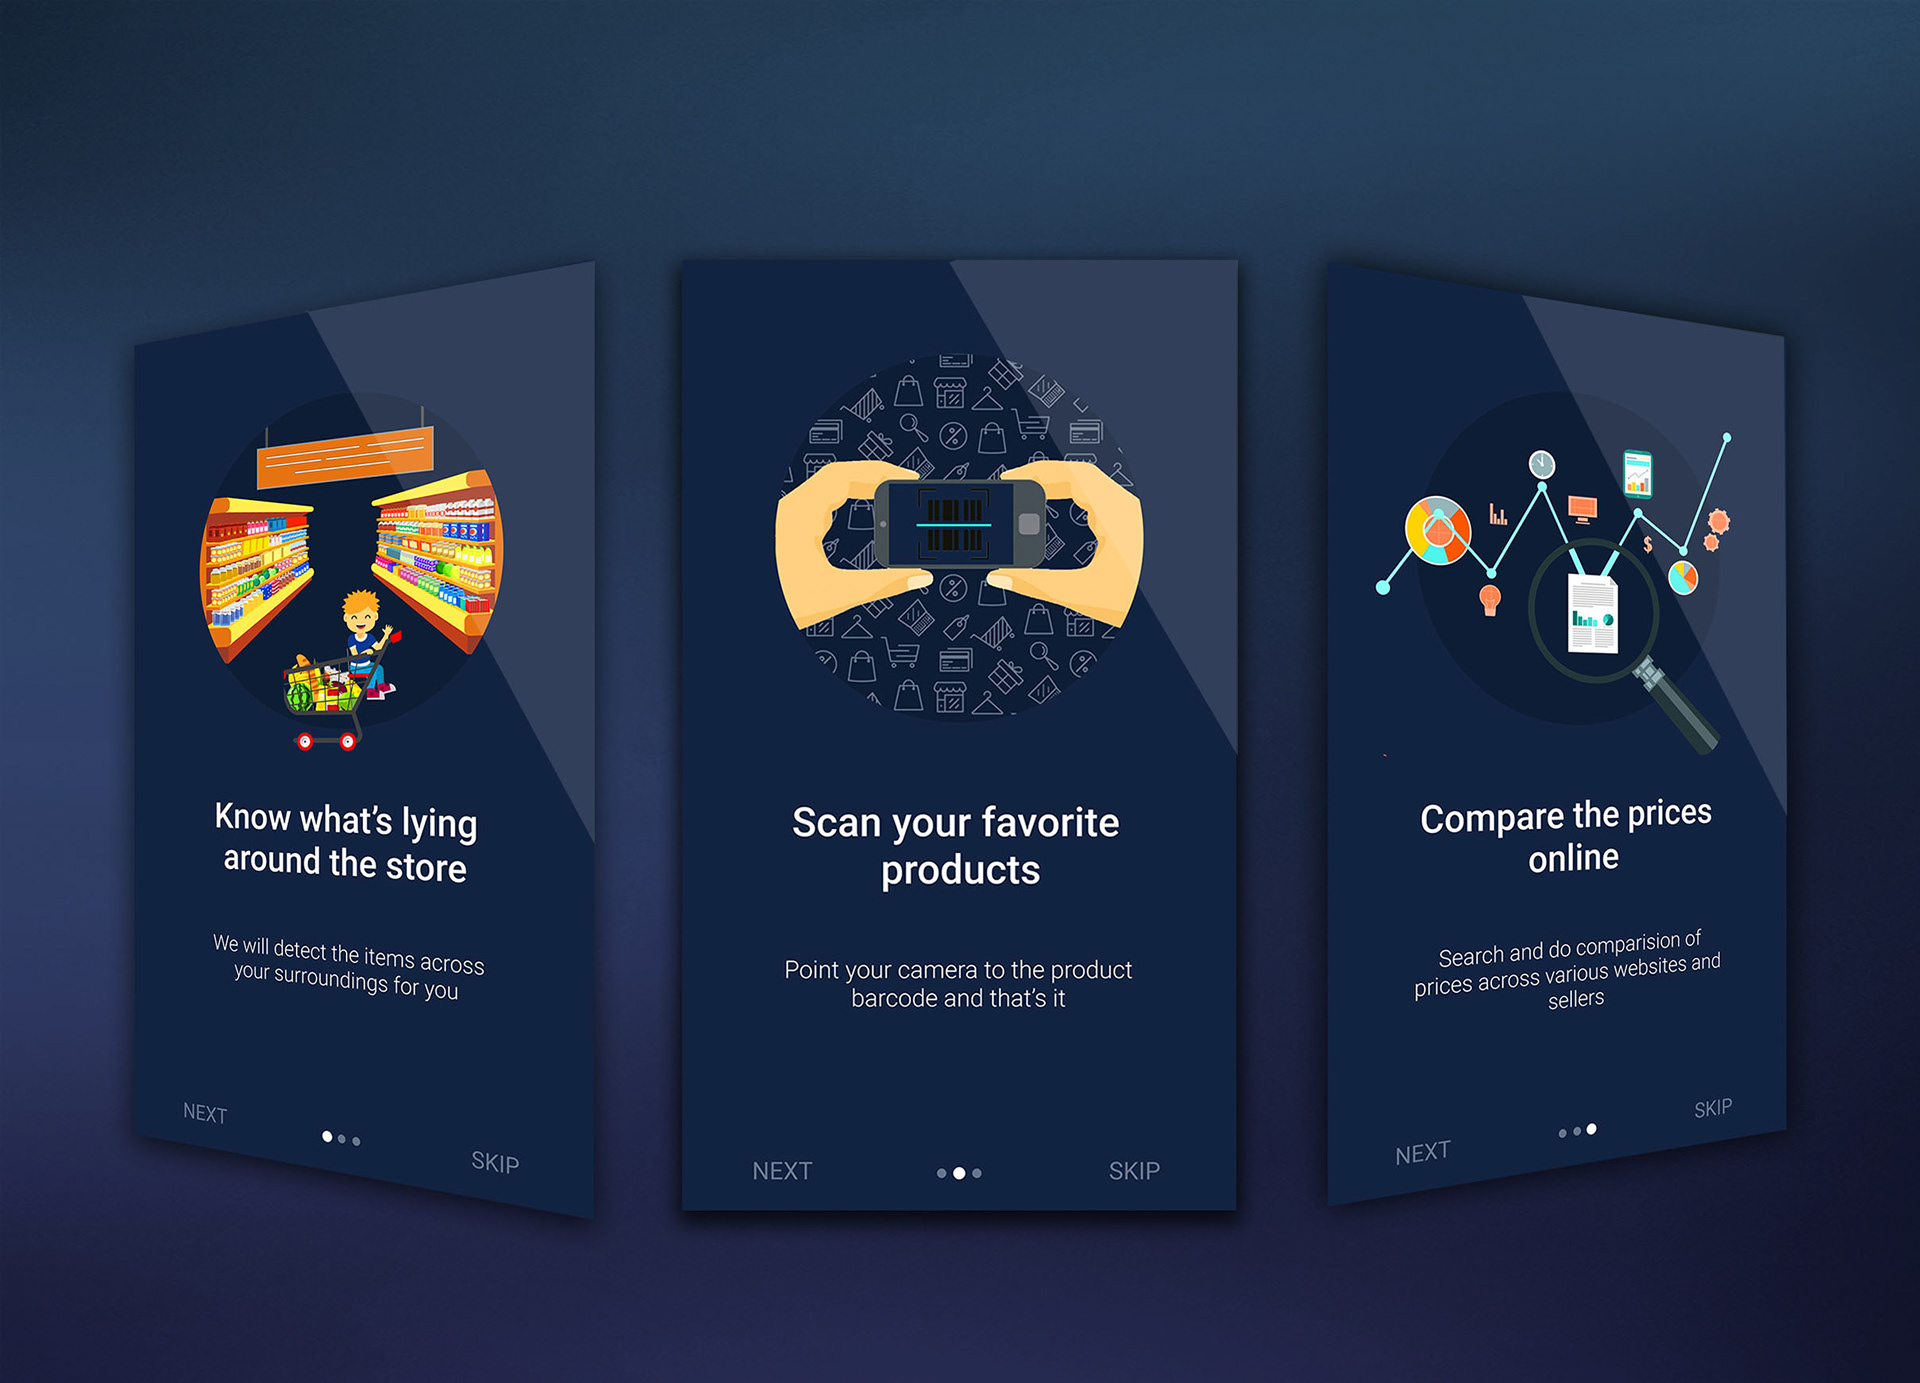 Know what's lying
around the store
We will detect the items across
your surroundings for you
NEXT
SKIP
Scan your favorite
products
Point your camera to the product
barcode and that's it
NEXT
SKIP
Compare the prices
online
Search and do comparision of
prices across various websites and
sellers
NEXT
SKIP